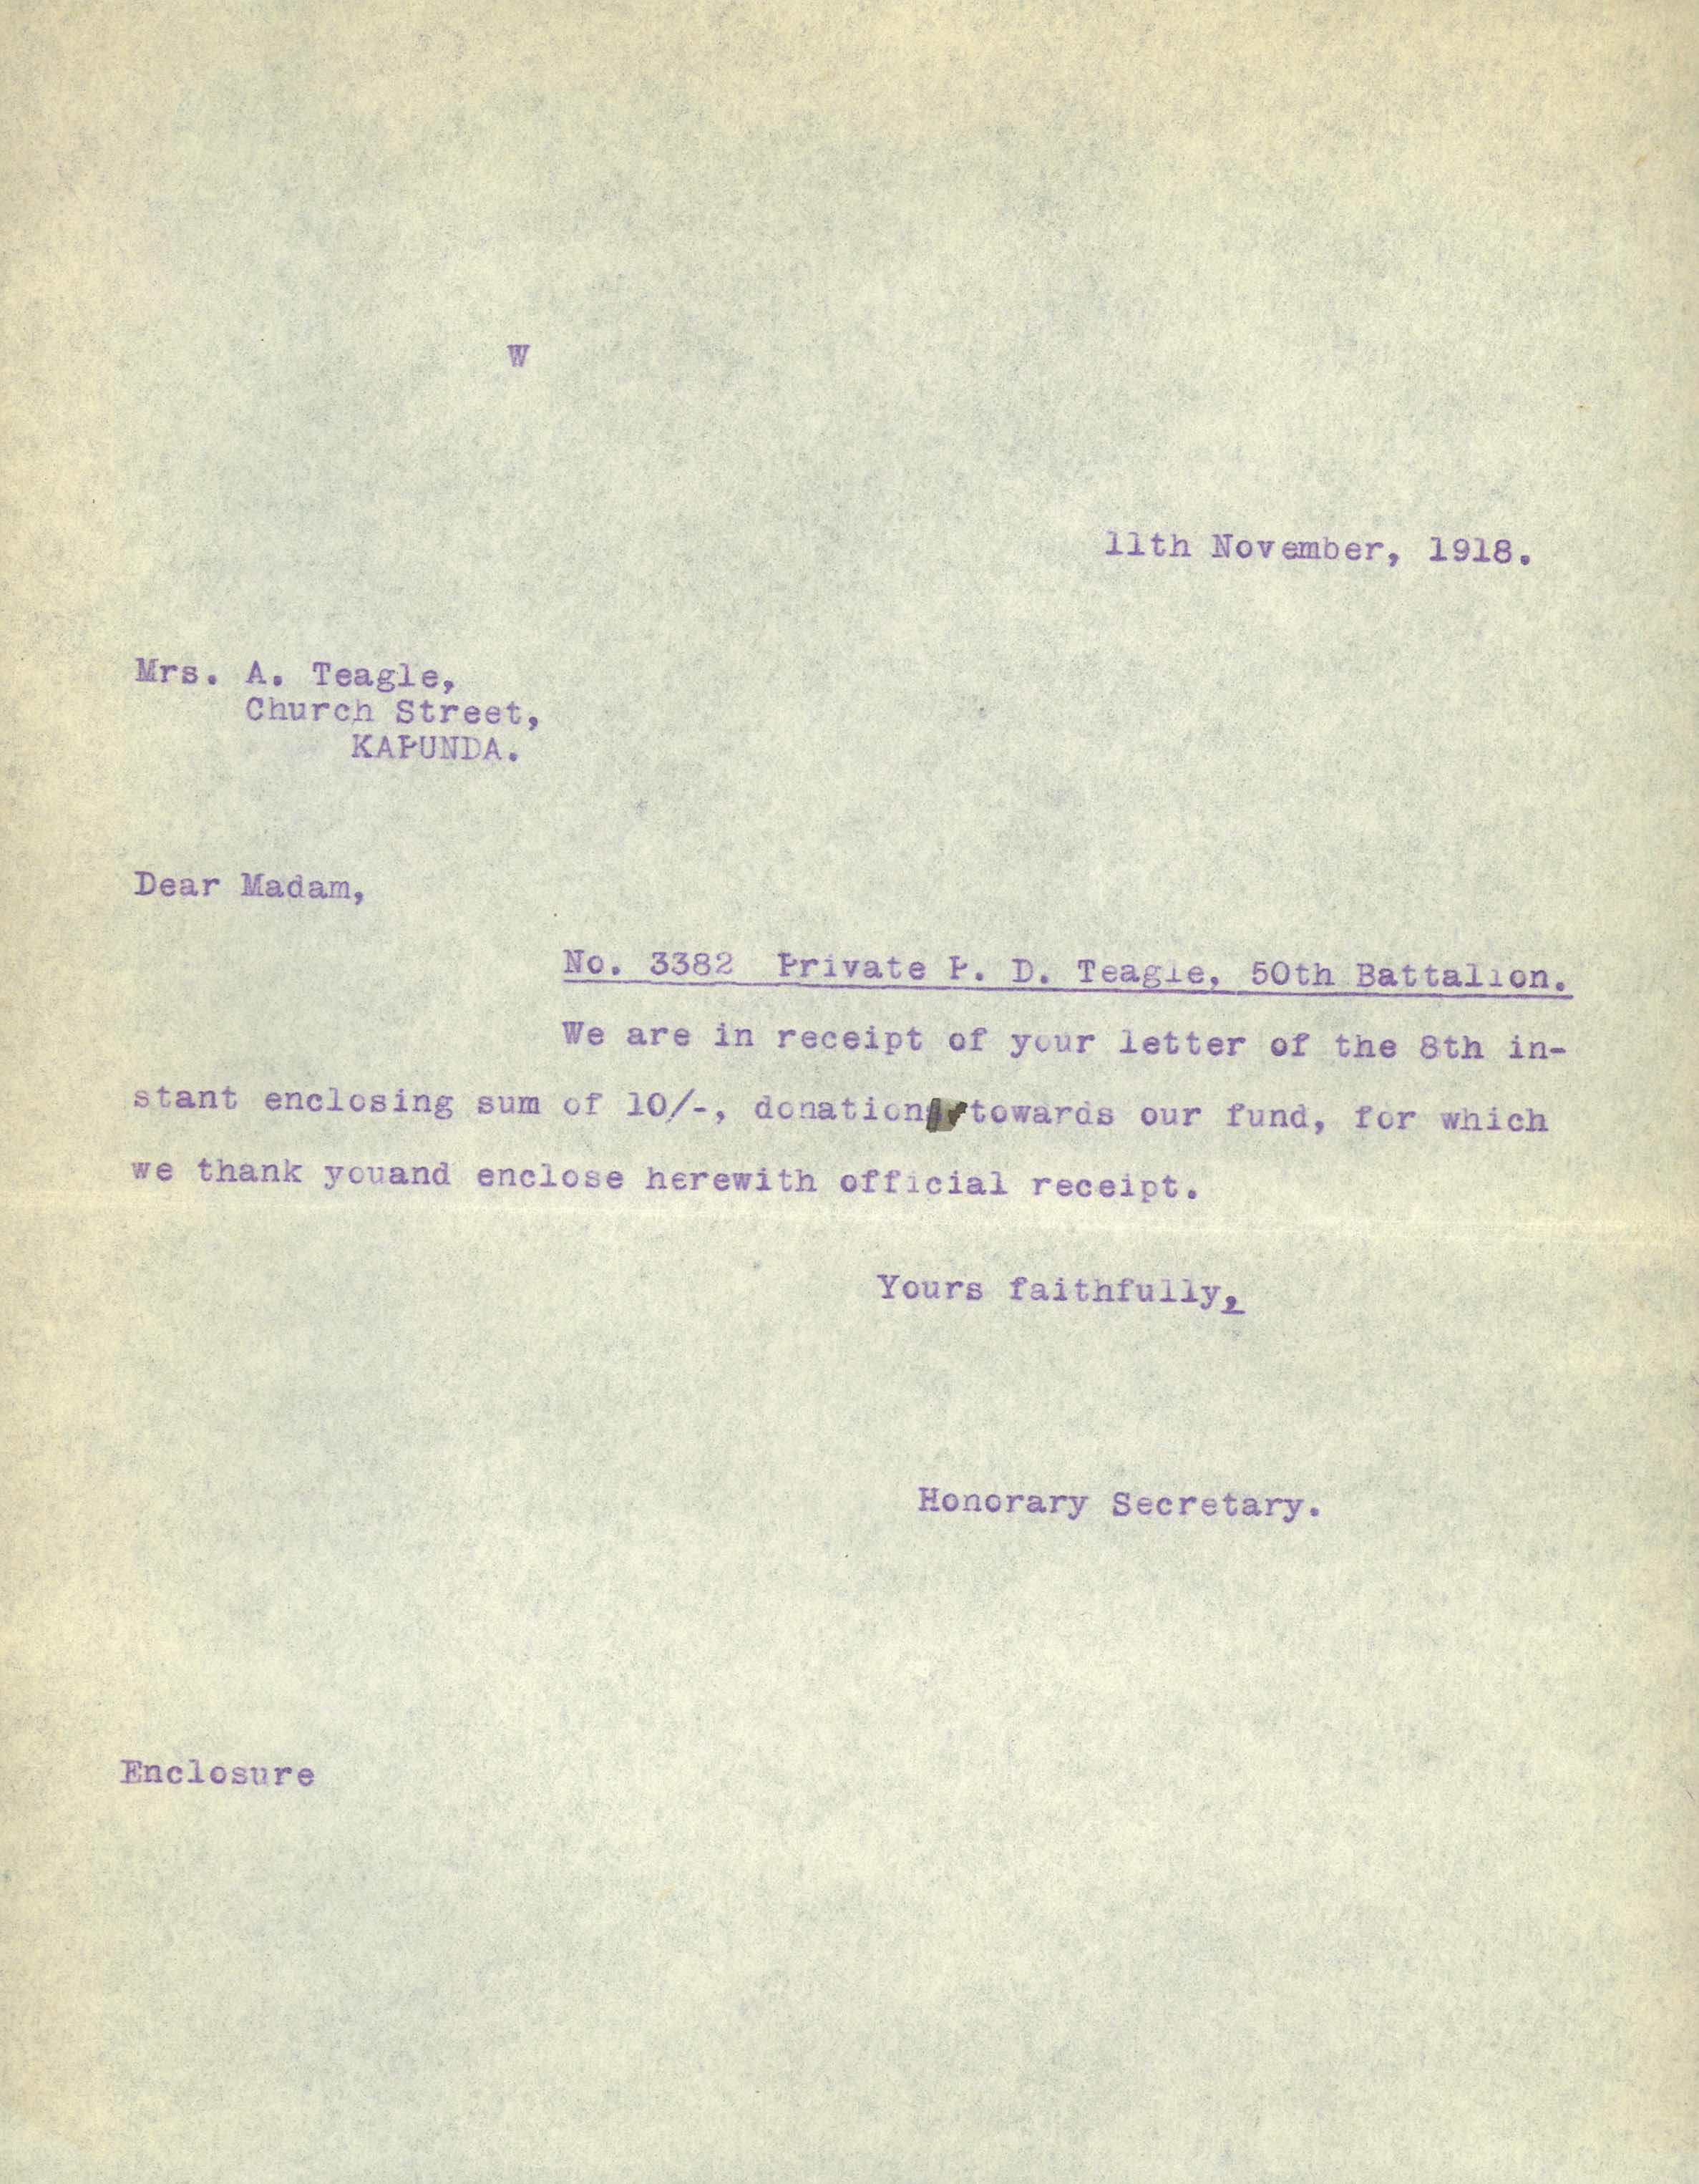 W
11th November, 1918.
Mrs. A. Teagle,
Church Street,
KAPUNDA.
Dear Madam,
No. 3382 Private P. D. Teagle, 50th Battalion.
We are in receipt of your letter of the 8th in-
stant enclosing sum of 10/-, donation towards our fund, for which
we thank youand enclose herewith official receipt.
Yours faithfully,
Honorary Secretary.
Enclosure